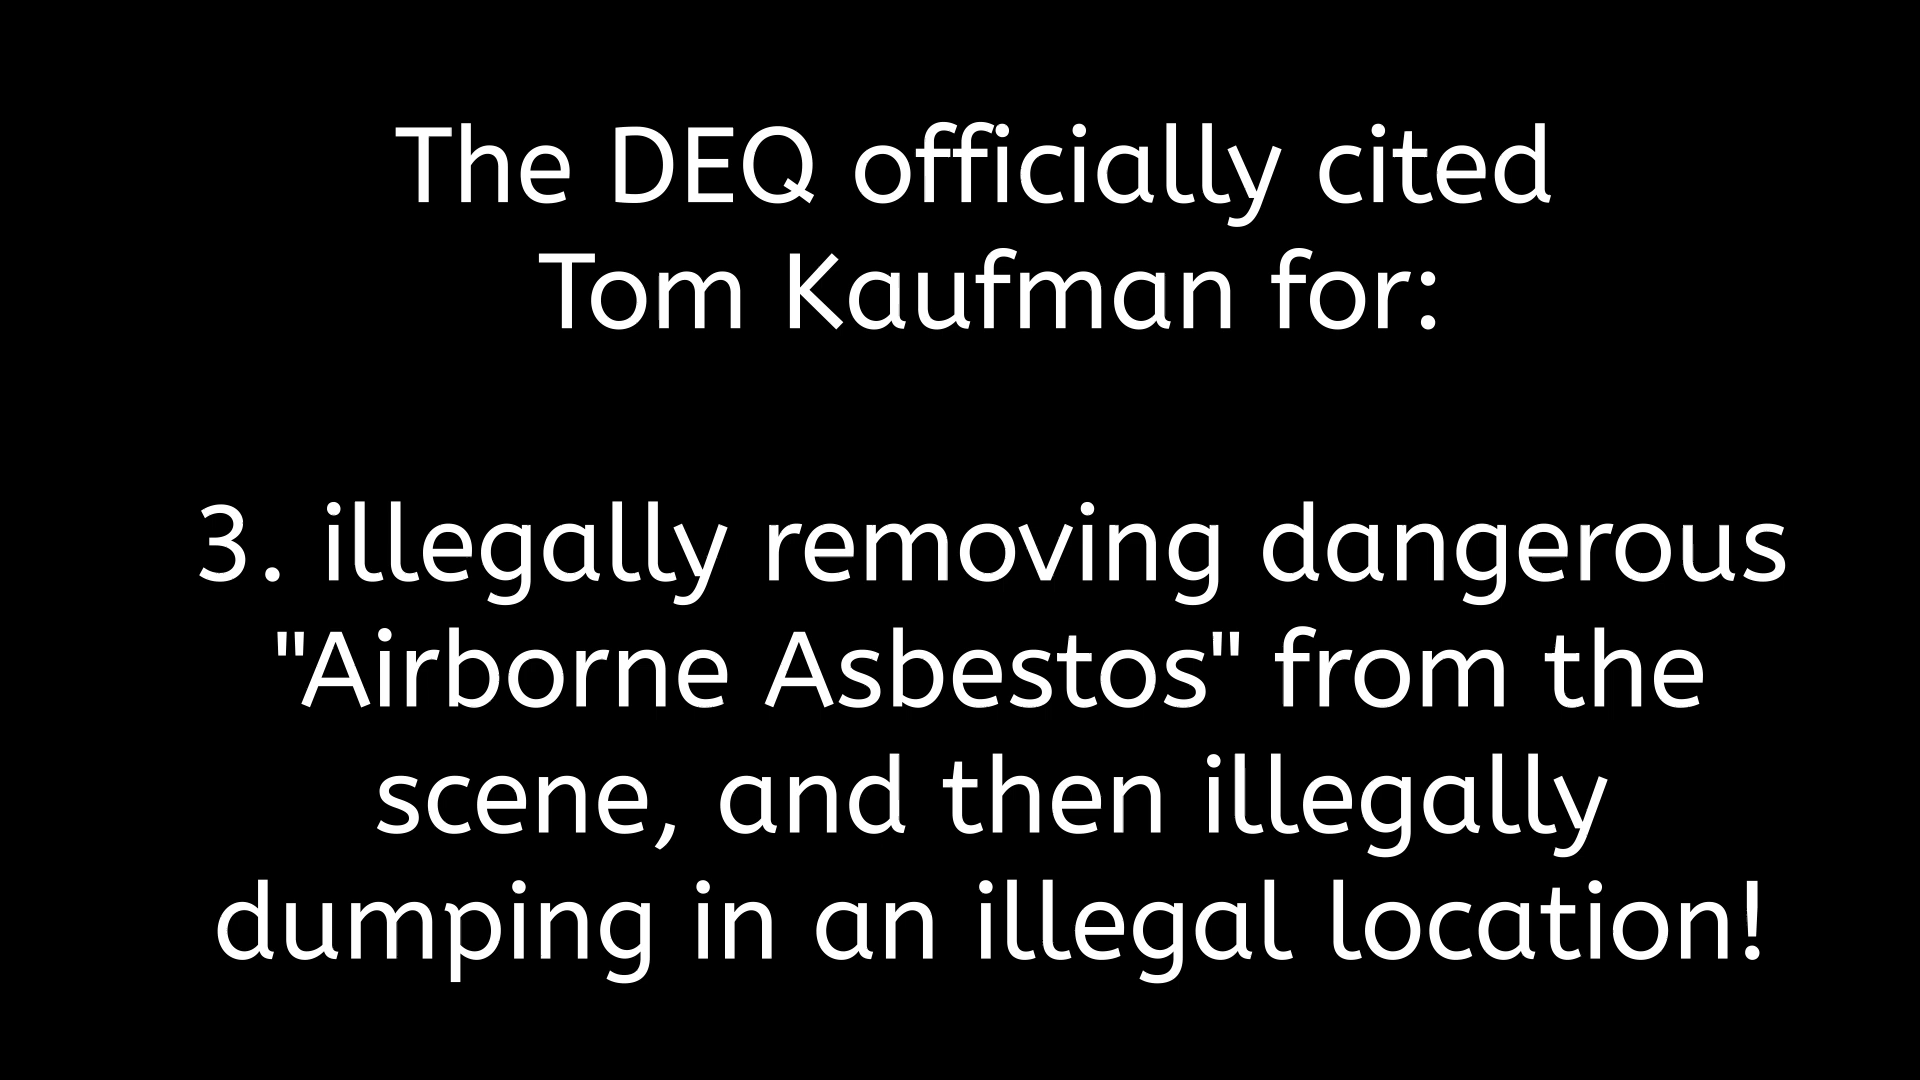 The DEQ officially cited
Tom Kaufman for:
3. illegally removing dangerous
"Airborne Asbestos" from the
scene, and then illegally
dumping in an illegal location!